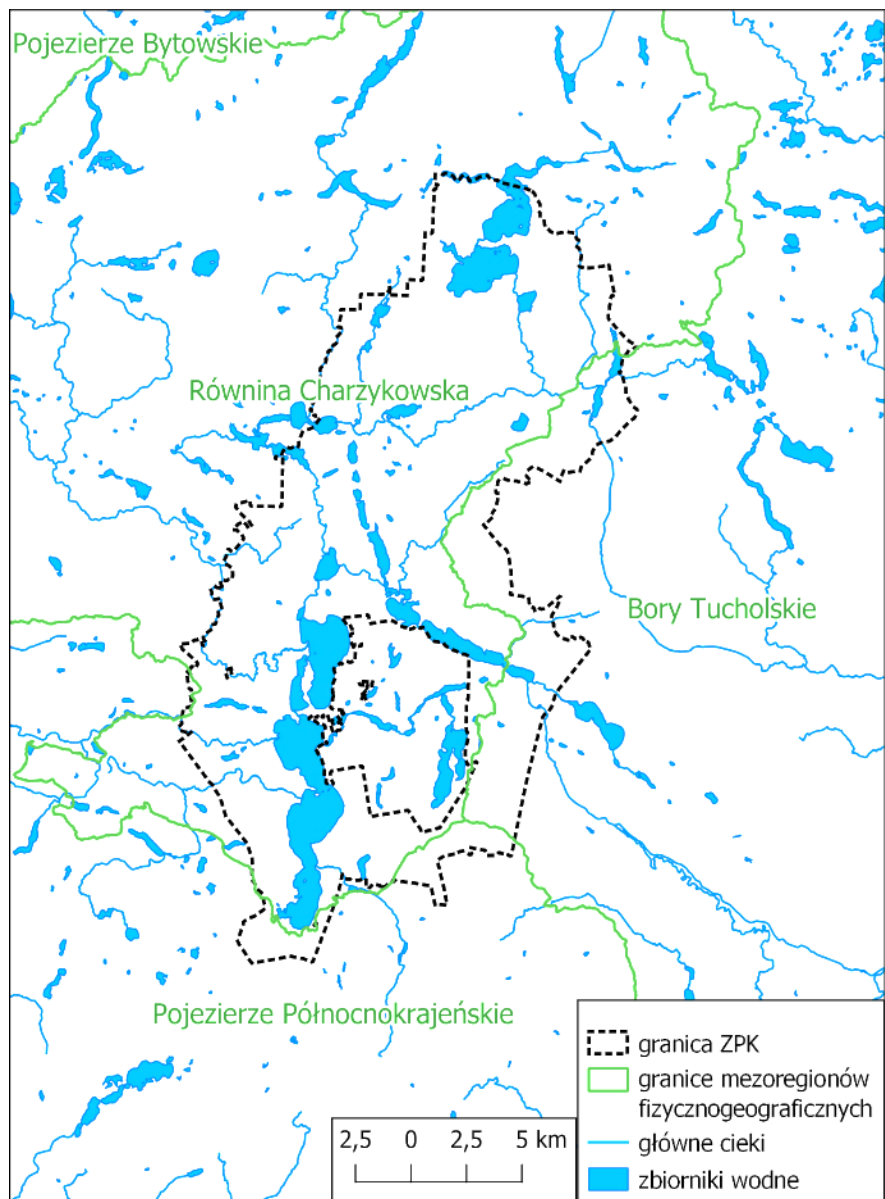 Pojezierze Bytowskie
Równina Charzykowska
Bory Tucholskie
Pojezierze Północnokrajeńskie
granica ZPK
granice mezoregionów
fizycznogeograficznych
główne cieki
zbiorniki wodne
2,5 0 2,5 5 km